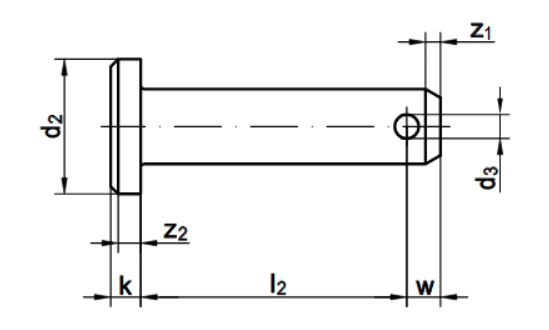 z₁
d₂
d₃
z₂
k
l₂
w